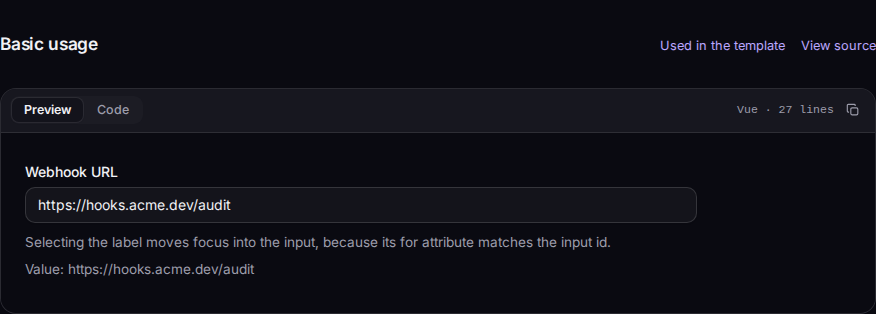 Basic usage
Used in the template View source
Preview Code
Vue · 27 lines
Webhook URL
https://hooks.acme.dev/audit
Selecting the label moves focus into the input, because its for attribute matches the input id.
Value: https://hooks.acme.dev/audit